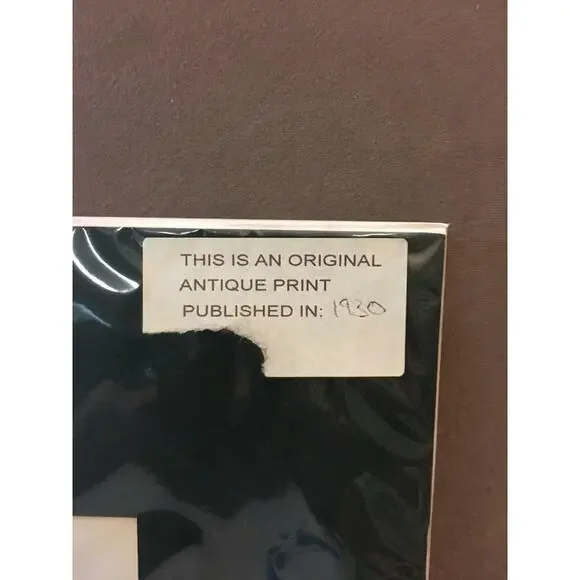 THIS IS AN ORIGINAL
ANTIQUE PRINT
PUBLISHED IN: 1930